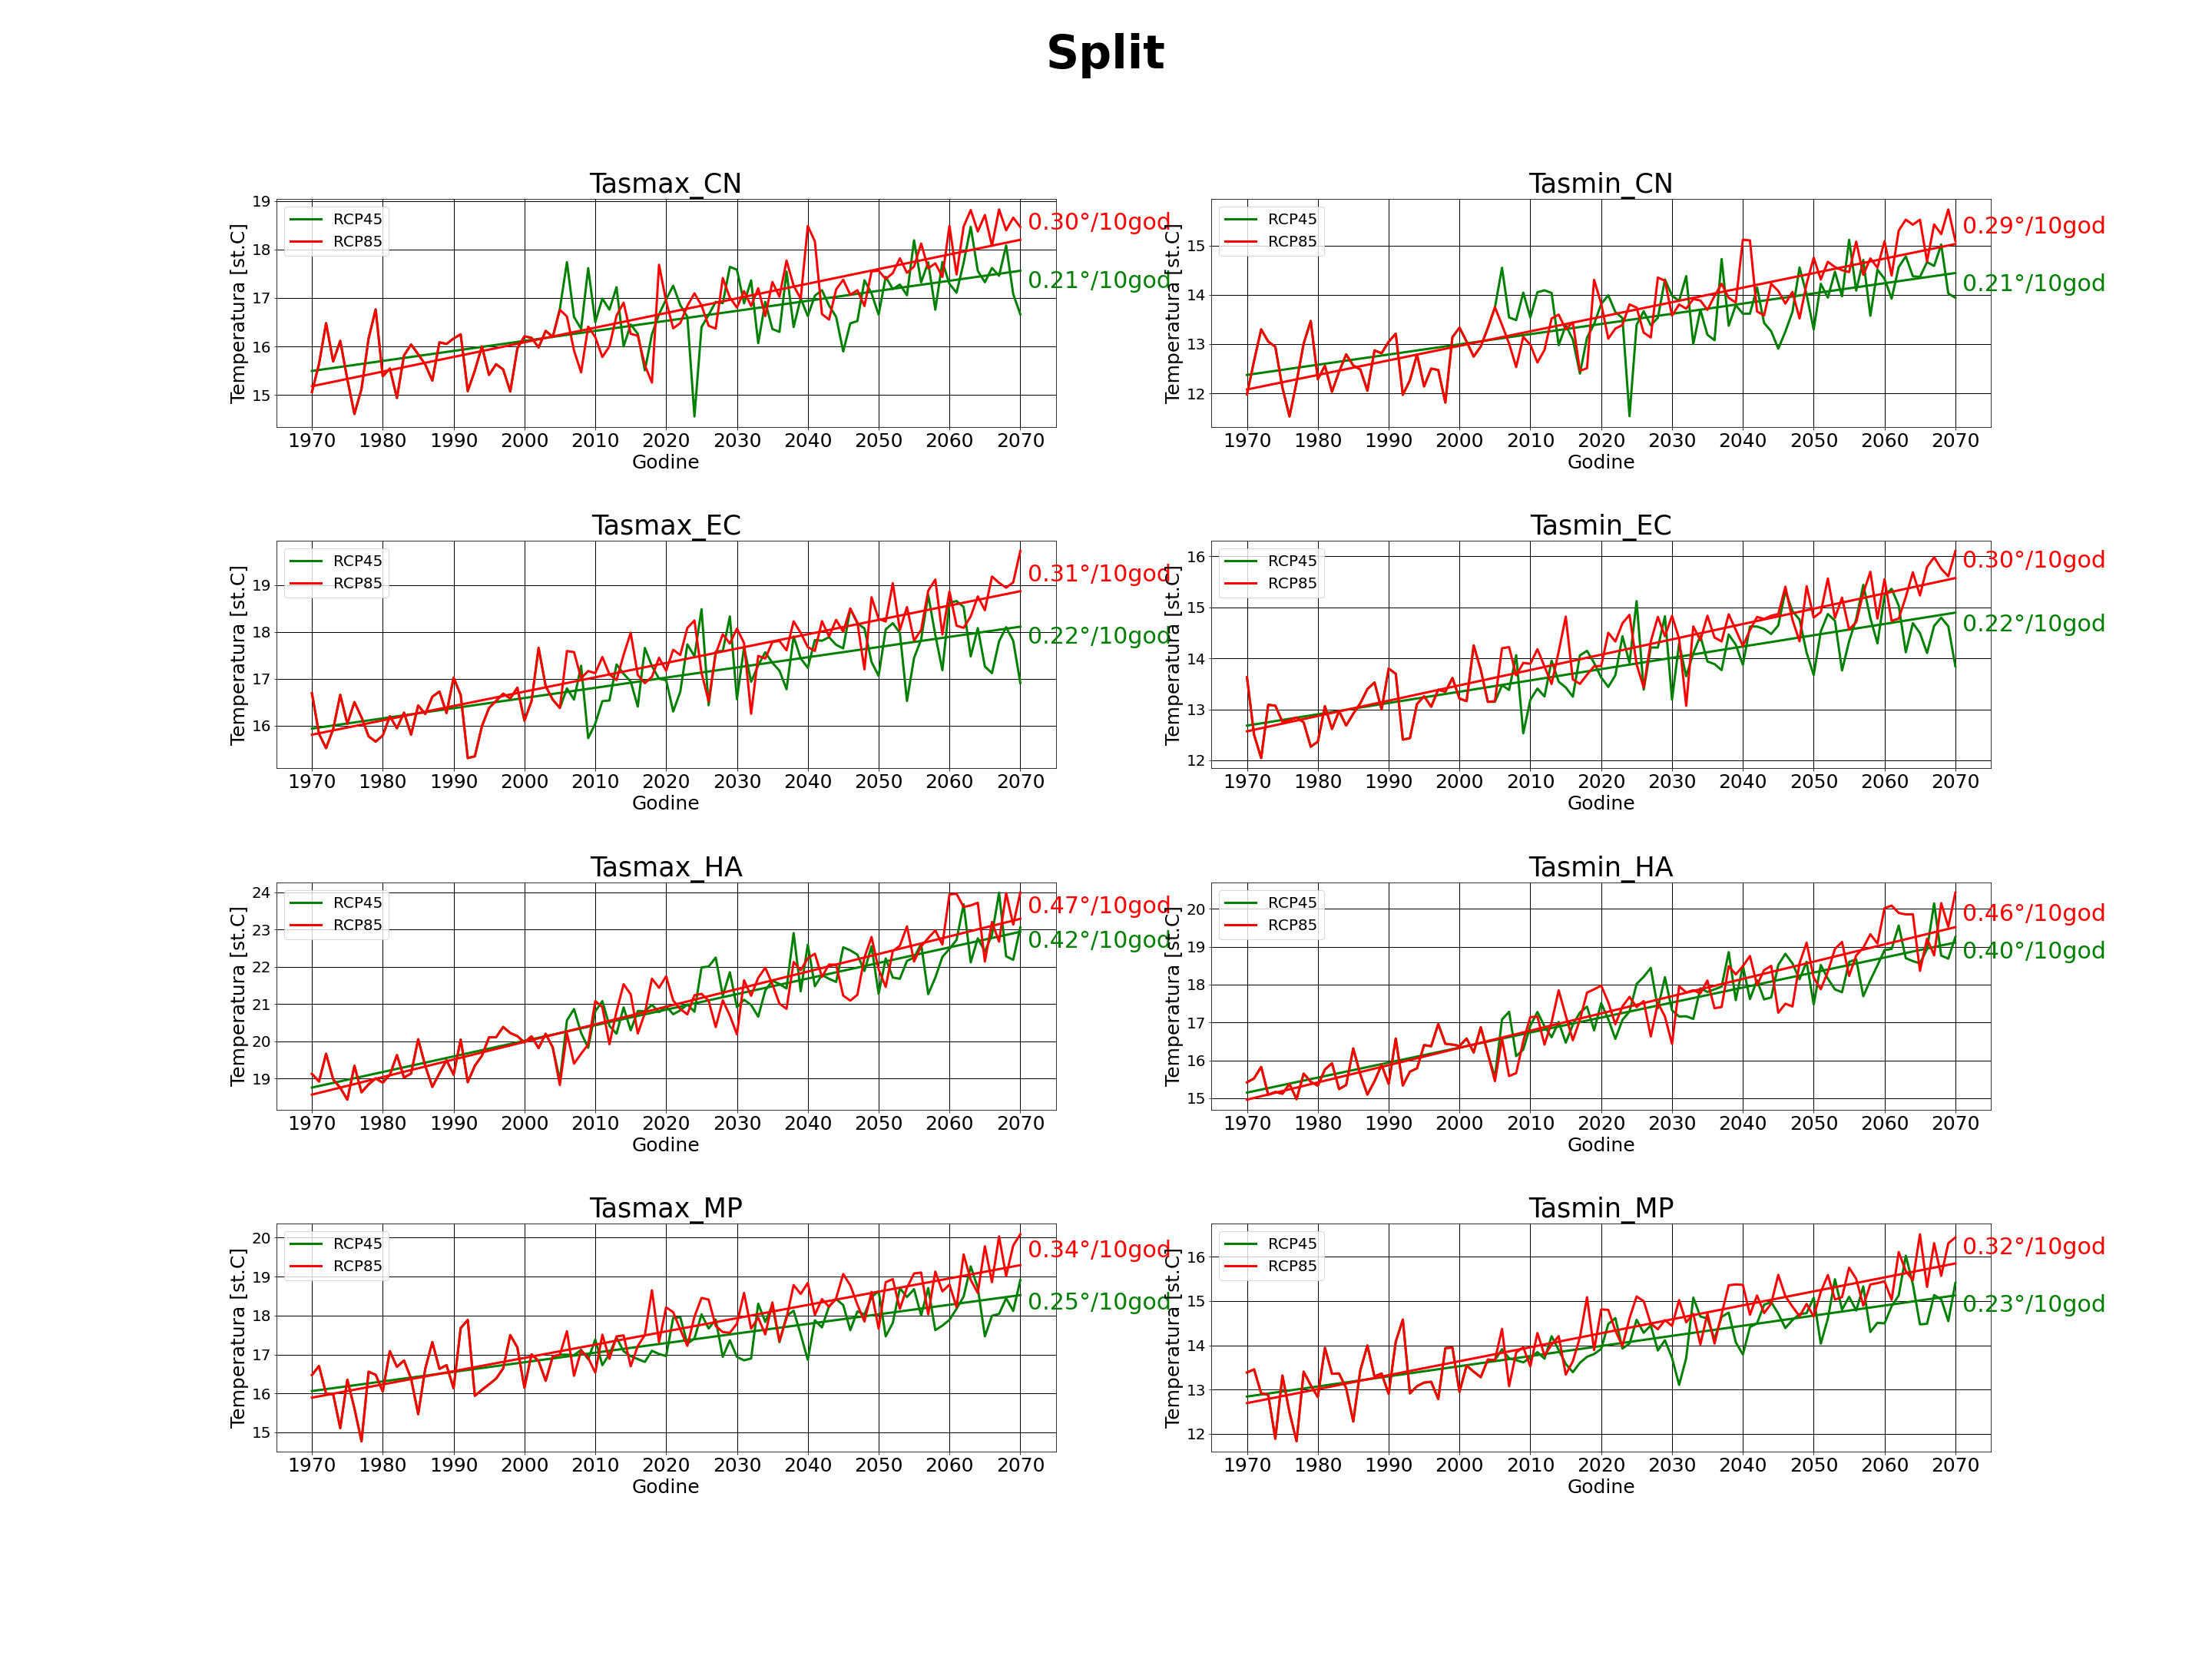 Split
Tasmax_CN
Temperatura [st.C]
19
18
17
16
15
RCP45
RCP85
0.30°/10god
0.21°/10god
1970 1980 1990 2000 2010 2020 2030 2040 2050 2060 2070
Godine
Tasmin_CN
Temperatura [st.C]
15
14
13
12
RCP45
RCP85
0.29°/10god
0.21°/10god
1970 1980 1990 2000 2010 2020 2030 2040 2050 2060 2070
Godine
Tasmax_EC
Temperatura [st.C]
19
18
17
16
RCP45
RCP85
0.31°/10god
0.22°/10god
1970 1980 1990 2000 2010 2020 2030 2040 2050 2060 2070
Godine
Tasmin_EC
Temperatura [st.C]
16
15
14
13
12
RCP45
RCP85
0.30°/10god
0.22°/10god
1970 1980 1990 2000 2010 2020 2030 2040 2050 2060 2070
Godine
Tasmax_HA
Temperatura [st.C]
24
23
22
21
20
19
RCP45
RCP85
0.47°/10god
0.42°/10god
1970 1980 1990 2000 2010 2020 2030 2040 2050 2060 2070
Godine
Tasmin_HA
Temperatura [st.C]
20
19
18
17
16
15
RCP45
RCP85
0.46°/10god
0.40°/10god
1970 1980 1990 2000 2010 2020 2030 2040 2050 2060 2070
Godine
Tasmax_MP
Temperatura [st.C]
20
19
18
17
16
15
RCP45
RCP85
0.34°/10god
0.25°/10god
1970 1980 1990 2000 2010 2020 2030 2040 2050 2060 2070
Godine
Tasmin_MP
Temperatura [st.C]
16
15
14
13
12
RCP45
RCP85
0.32°/10god
0.23°/10god
1970 1980 1990 2000 2010 2020 2030 2040 2050 2060 2070
Godine